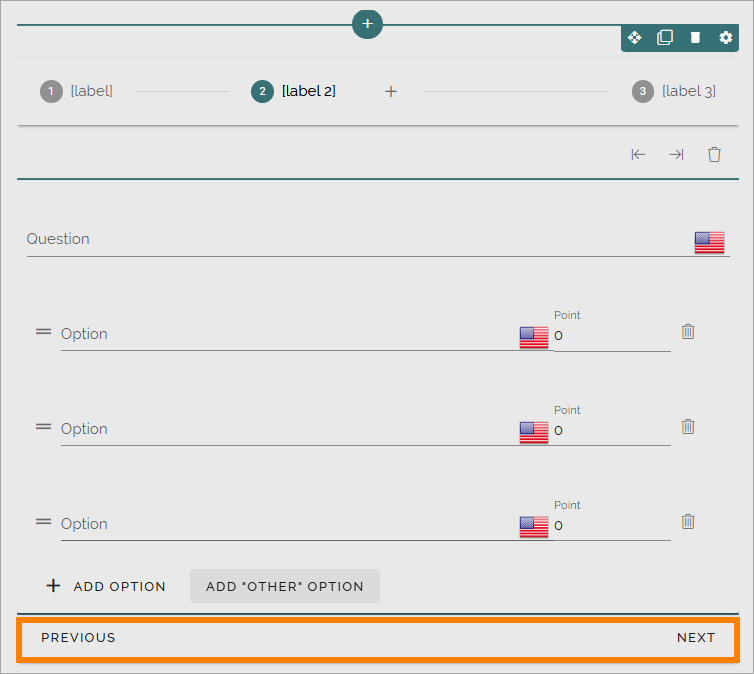 +
1 [label] 2 [label 2] + 3 [label 3]
Question
Point
Option 0
Point
Option 0
Point
Option 0
+ ADD OPTION ADD "OTHER" OPTION
PREVIOUS NEXT